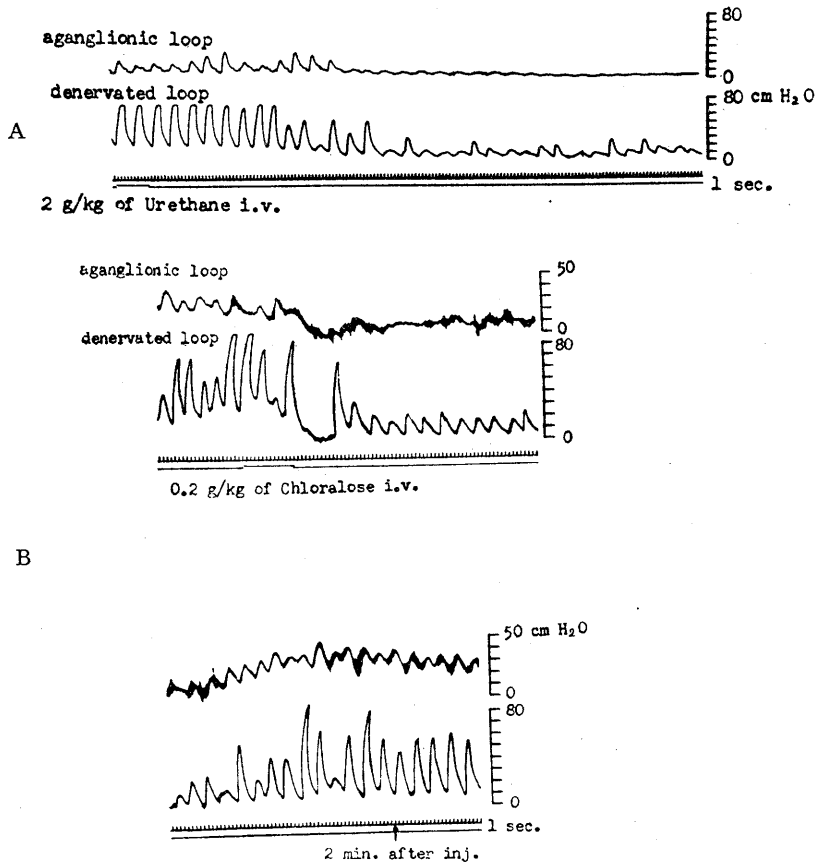 80
aganglionic loop
0
denervated loop
80 cm H₂O
A
0
1 sec.
2 g/kg of Urethane i.v.
aganglionic loop
50
0
denervated loop
80
0
0.2 g/kg of Chloralose i.v.
B
50 cm H₂O
0
80
0
1 sec.
2 min. after inj.